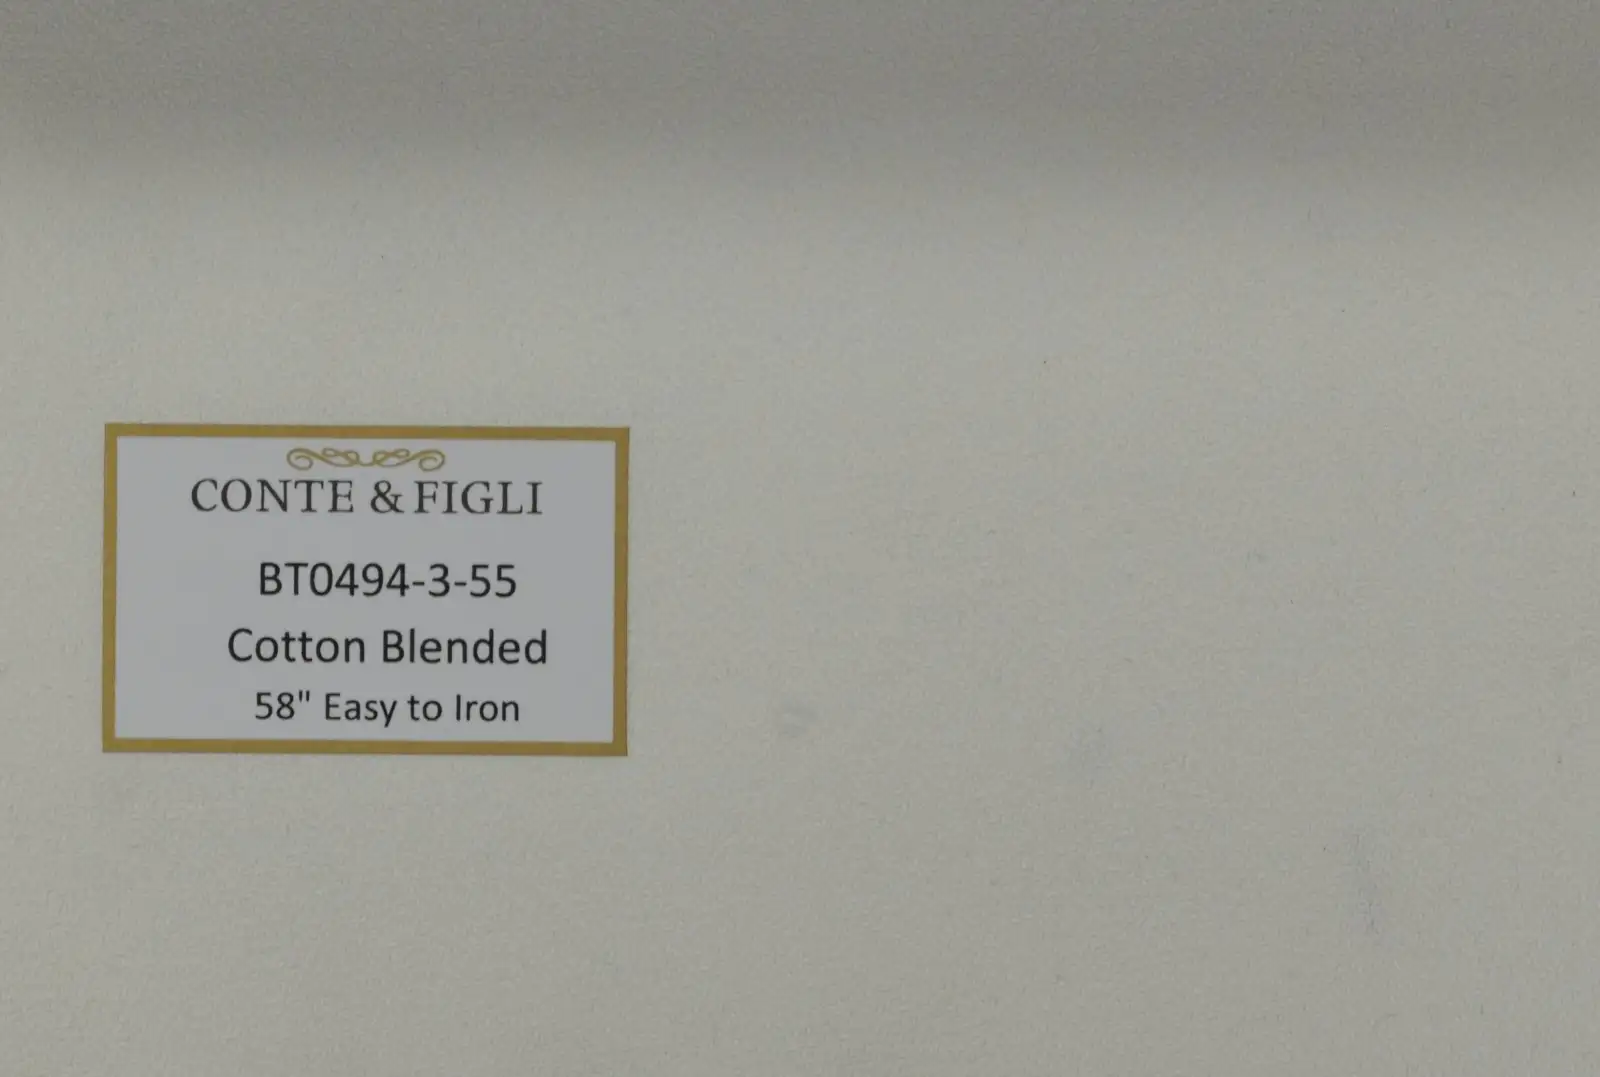 CONTE & FIGLI
BT0494-3-55
Cotton Blended
58" Easy to Iron